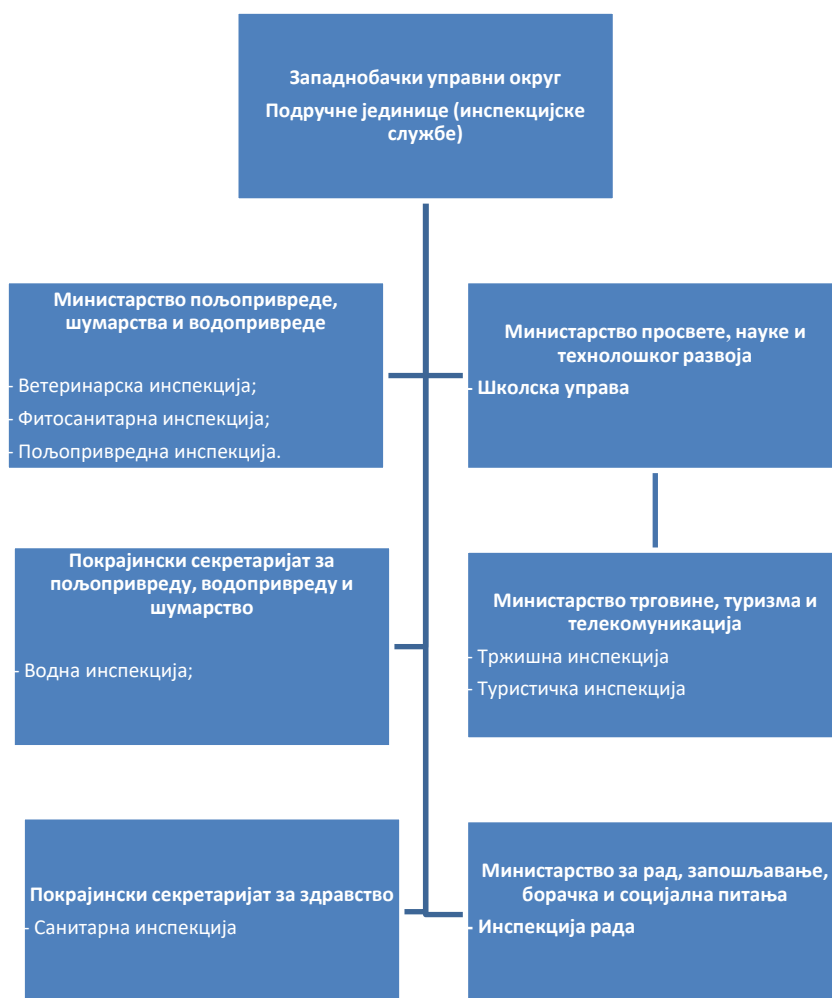 Западнобачки управни округ
Подручне јединице (инспекцијске
службе)
Министарство пољопривреде,
шумарства и водопривреде
- Ветеринарска инспекција;
- Фитосанитарна инспекција;
- Пољопривредна инспекција.
Министарство просвете, науке и
технолошког развоја
- Школска управа
Покрајински секретаријат за
пољопривреду, водопривреду и
шумарство
- Водна инспекција;
Министарство трговине, туризма и
телекомуникација
- Тржишна инспекција
- Туристичка инспекција
Покрајински секретаријат за здравство
- Санитарна инспекција
Министарство за рад, запошљавање,
борачка и социјална питања
- Инспекција рада